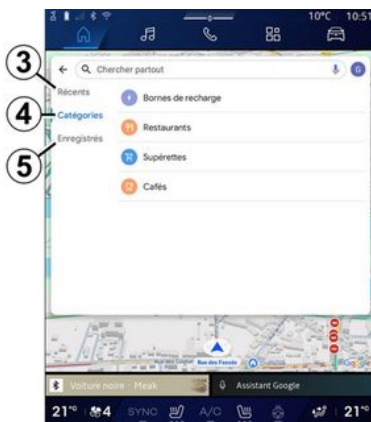 10°C 10:51
Chercher partout
G
3
Récents
Bornes de recharge
4
Catégories
Restaurants
5
Enregistrés
Supérettes
Cafés
Rue des Fossés
Google
Voiture noire · Meak
Assistant Google
21°° 4 SYNC A/C 21°°